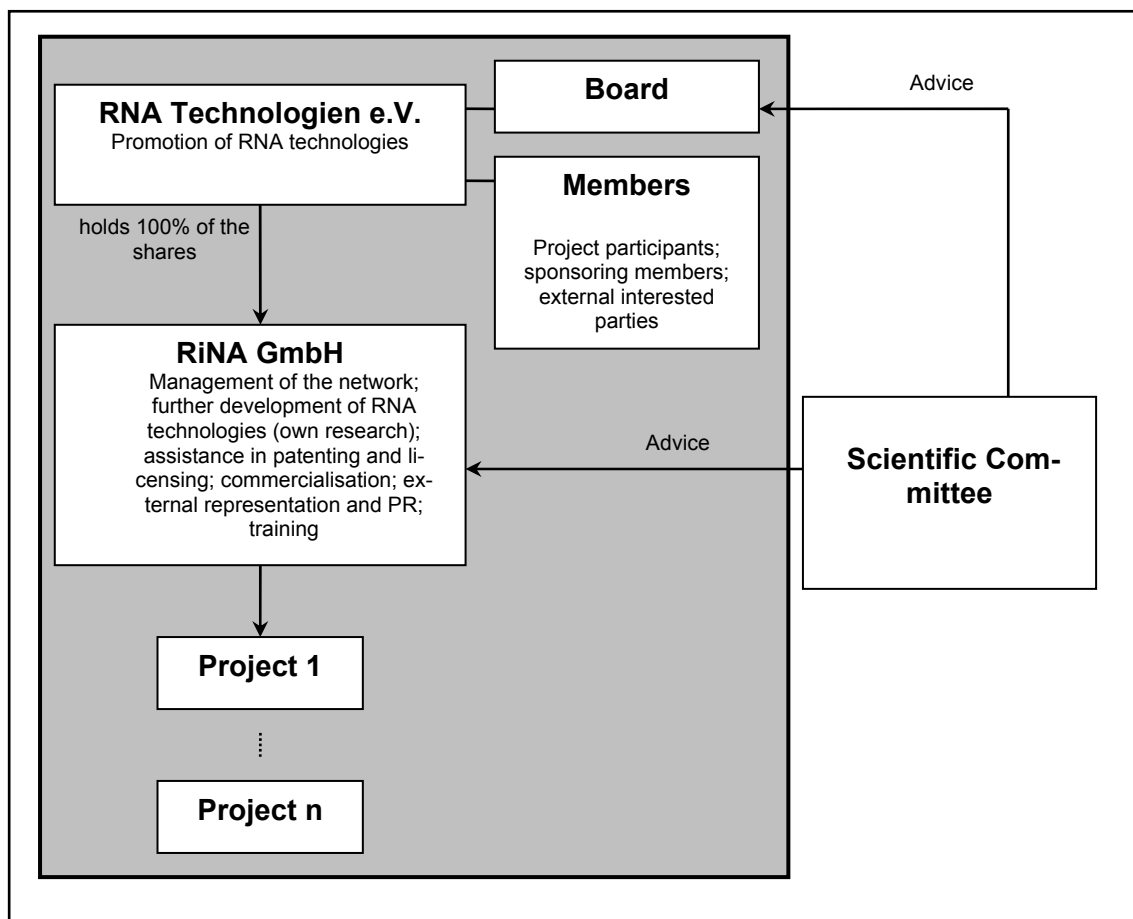 RNA Technologien e.V.
Promotion of RNA technologies
Board
Advice
Members
Project participants;
sponsoring members;
external interested
parties
holds 100% of the
shares
RiNA GmbH
Management of the network;
further development of RNA
technologies (own research);
assistance in patenting and li-
censing; commercialisation; ex-
ternal representation and PR;
training
Advice
Scientific Com-
mittee
Project 1
Project n